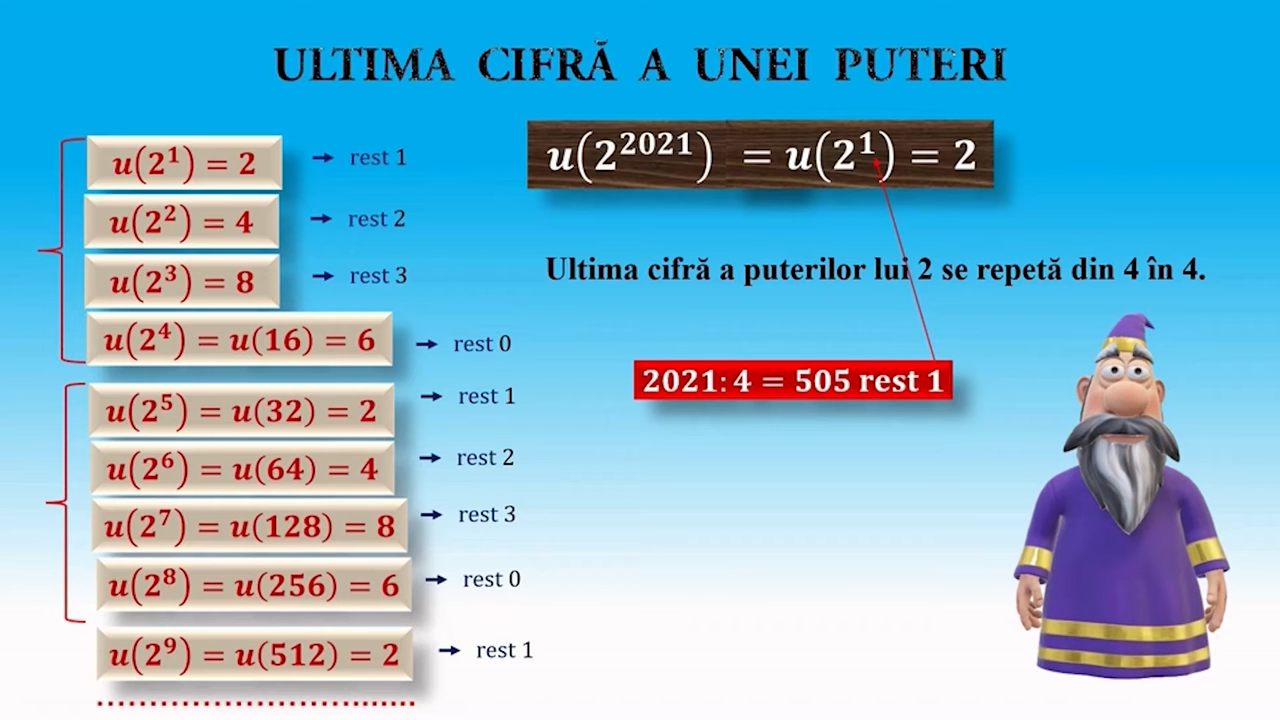 ULTIMA CIFRĂ A UNEI PUTERI
u(2¹) = 2 → rest 1
u(2²) = 4 → rest 2
u(2³) = 8 → rest 3
u(2⁴) = u(16) = 6 → rest 0
u(2⁵) = u(32) = 2 → rest 1
u(2⁶) = u(64) = 4 → rest 2
u(2⁷) = u(128) = 8 → rest 3
u(2⁸) = u(256) = 6 → rest 0
u(2⁹) = u(512) = 2 → rest 1
u(2²⁰²¹) = u(2¹) = 2
Ultima cifră a puterilor lui 2 se repetă din 4 în 4.
2021: 4 = 505 rest 1